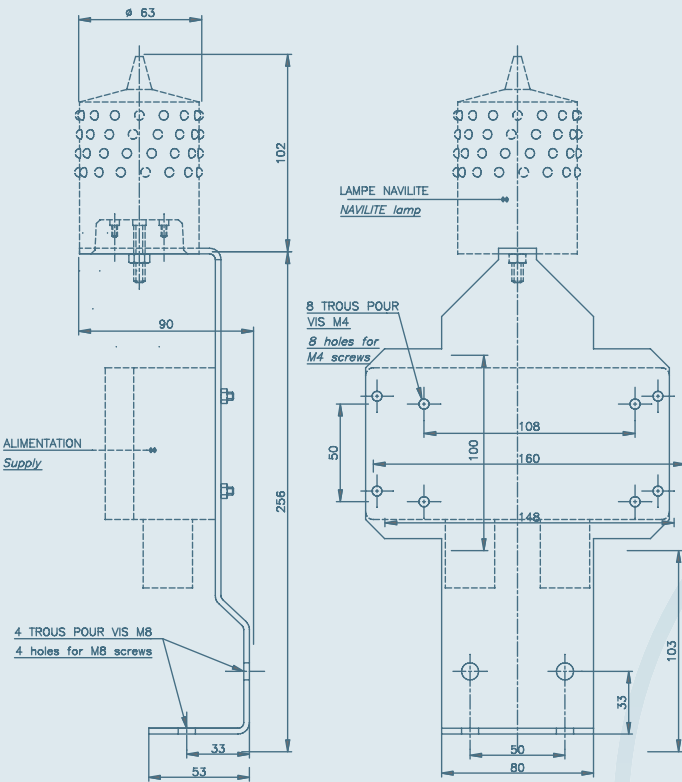 ø 63
102
LAMPE NAVILITE
NAVILITE lamp
8 TROUS POUR
VIS M4
8 holes for
M4 screws
90
108
50
100
160
ALIMENTATION
Supply
256
148
4 TROUS POUR VIS M8
4 holes for M8 screws
103
33
33
50
53
80